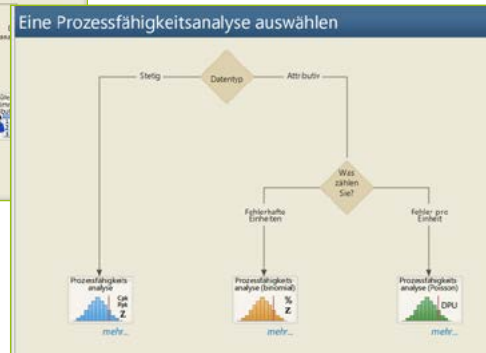 Eine Prozessfähigkeitsanalyse auswählen
Stetig
Datentyp
Attributiv
Was
zählen
Sie?
Fehlerhafte
Einheiten
Fehler pro
Einheit
Prozessfähigkeits
analyse
Cpk
Ppk
Z
mehr...
Prozessfähigkeits
analyse (binomial)
%
Z
mehr...
Prozessfähigkeits
analyse (Poisson)
DPU
mehr...